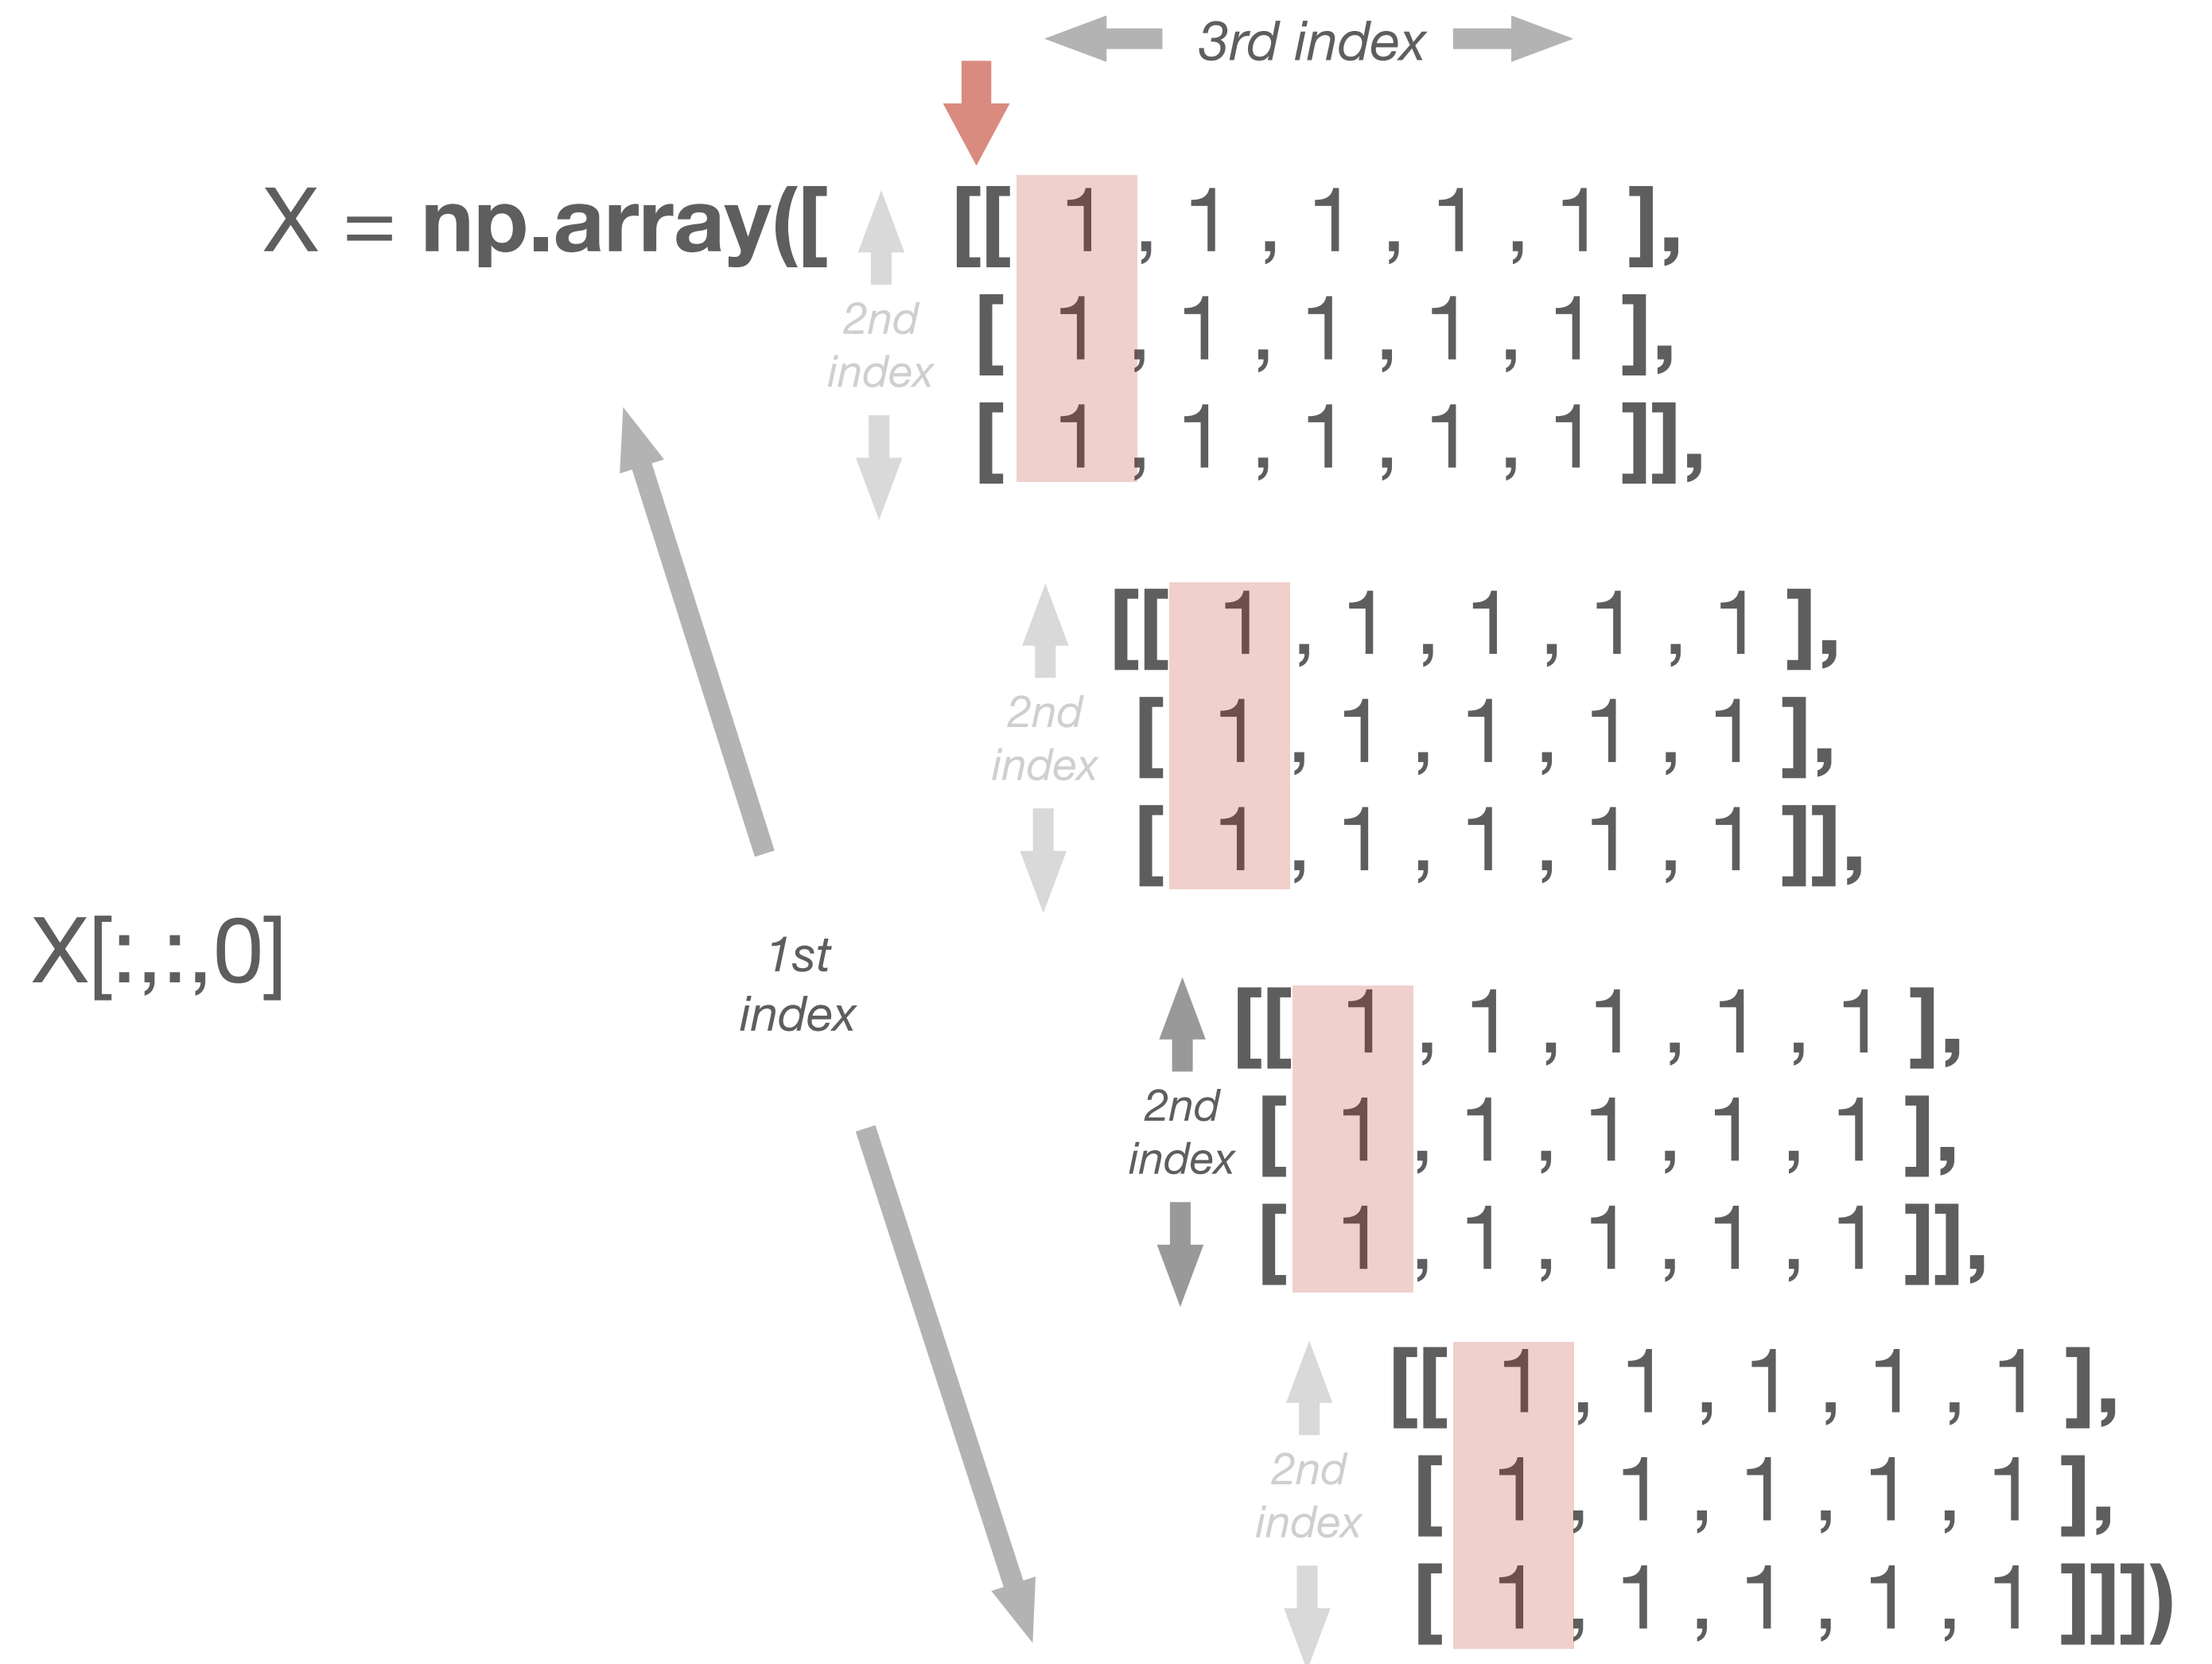 3rd index
X = np.array([ [[ 1 , 1 , 1 , 1 , 1 ],
[ 1 , 1 , 1 , 1 , 1 ],
[ 1 , 1 , 1 , 1 , 1 ]],
2nd
index
[[ 1 , 1 , 1 , 1 , 1 ],
[ 1 , 1 , 1 , 1 , 1 ],
[ 1 , 1 , 1 , 1 , 1 ]],
2nd
index
X[:,:,0]
1st
index
[[ 1 , 1 , 1 , 1 , 1 ],
[ 1 , 1 , 1 , 1 , 1 ],
[ 1 , 1 , 1 , 1 , 1 ]],
2nd
index
[[ 1 , 1 , 1 , 1 , 1 ],
[ 1 , 1 , 1 , 1 , 1 ],
[ 1 , 1 , 1 , 1 , 1 ]]])
2nd
index